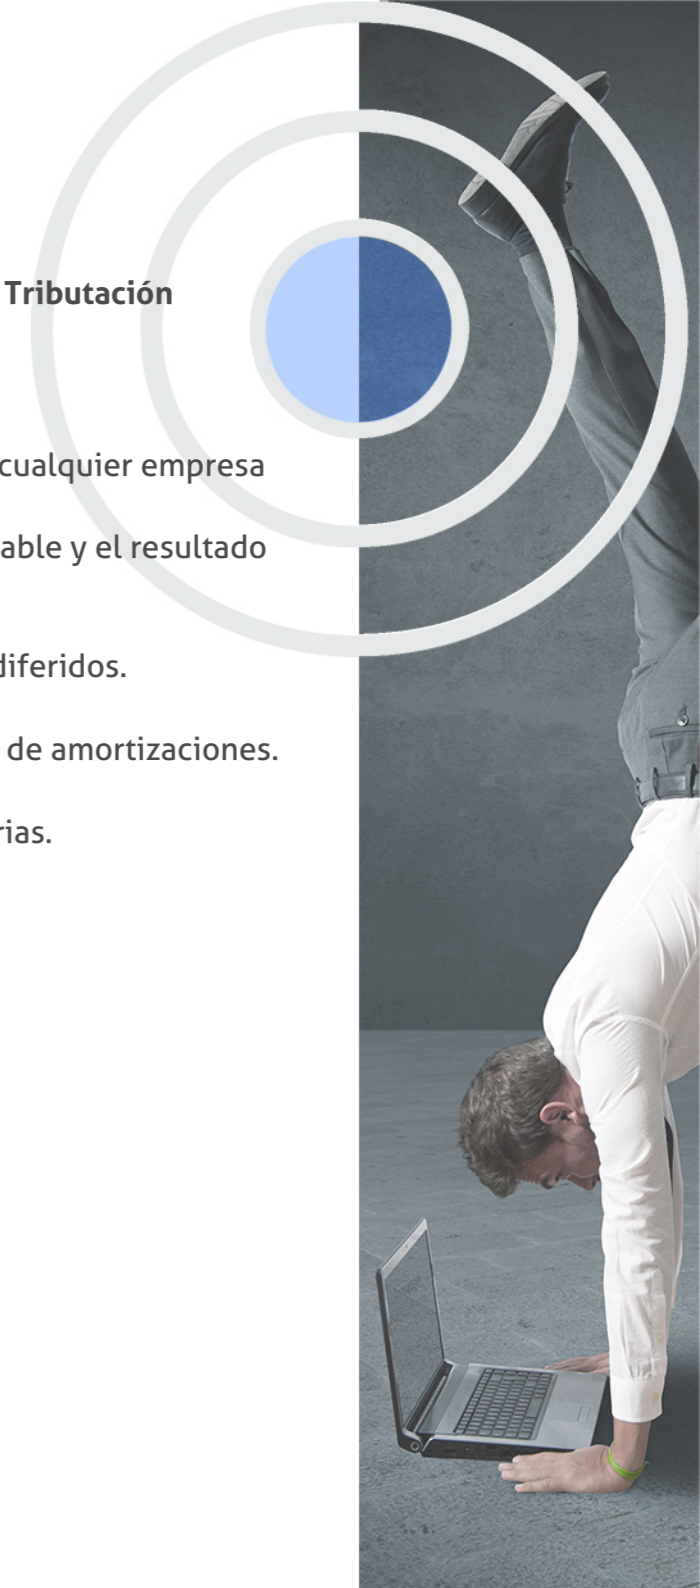 Tributación
cualquier empresa
able y el resultado
diferidos.
de amortizaciones.
rias.